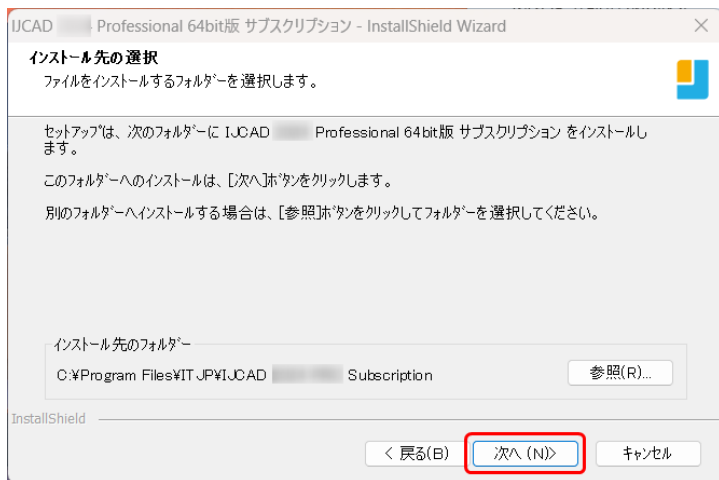 IJCAD Professional 64bit版 サブスクリプション - InstallShield Wizard
インストール先の選択
ファイルをインストールするフォルダーを選択します。
セットアップは、次のフォルダーに IJCAD Professional 64bit版 サブスクリプション をインストールし
ます。
このフォルダーへのインストールは、[次へ]ボタンをクリックします。
別のフォルダーへインストールする場合は、[参照]ボタンをクリックしてフォルダーを選択してください。
インストール先のフォルダー
C:¥Program Files¥ITJP¥IJCAD Subscription
参照(R)...
InstallShield
< 戻る(B)
次へ (N)>
キャンセル